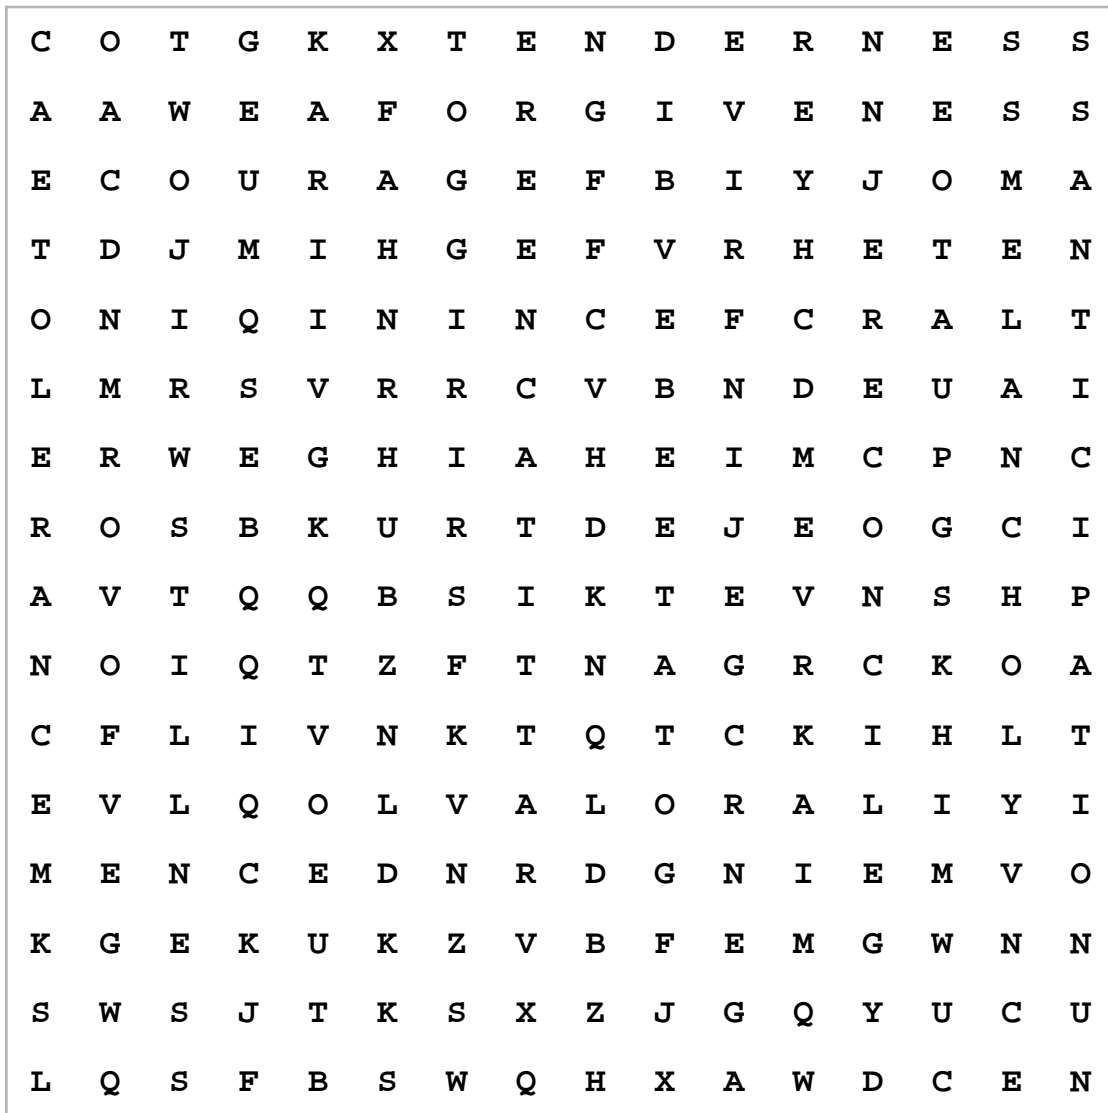 C O T G K X T E N D E R N E S S
A A W E A F O R G I V E N E S S
E C O U R A G E F B I Y J O M A
T D J M I H G E F V R H E T E N
O N I Q I N I N C E F C R A L T
L M R S V R R C V B N D E U A I
E R W E G H I A H E I M C P N C
R O S B K U R T D E J E O G C I
A V T Q Q B S I K T E V N S H P
N O I Q T Z F T N A G R C K O A
C F L I V N K T Q T C K I H L T
E V L Q O L V A L O R A L I Y I
M E N C E D N R D G N I E M V O
K G E K U K Z V B F E M G W N N
S W S J T K S X Z J G Q Y U C U
L Q S F B S W Q H X A W D C E N